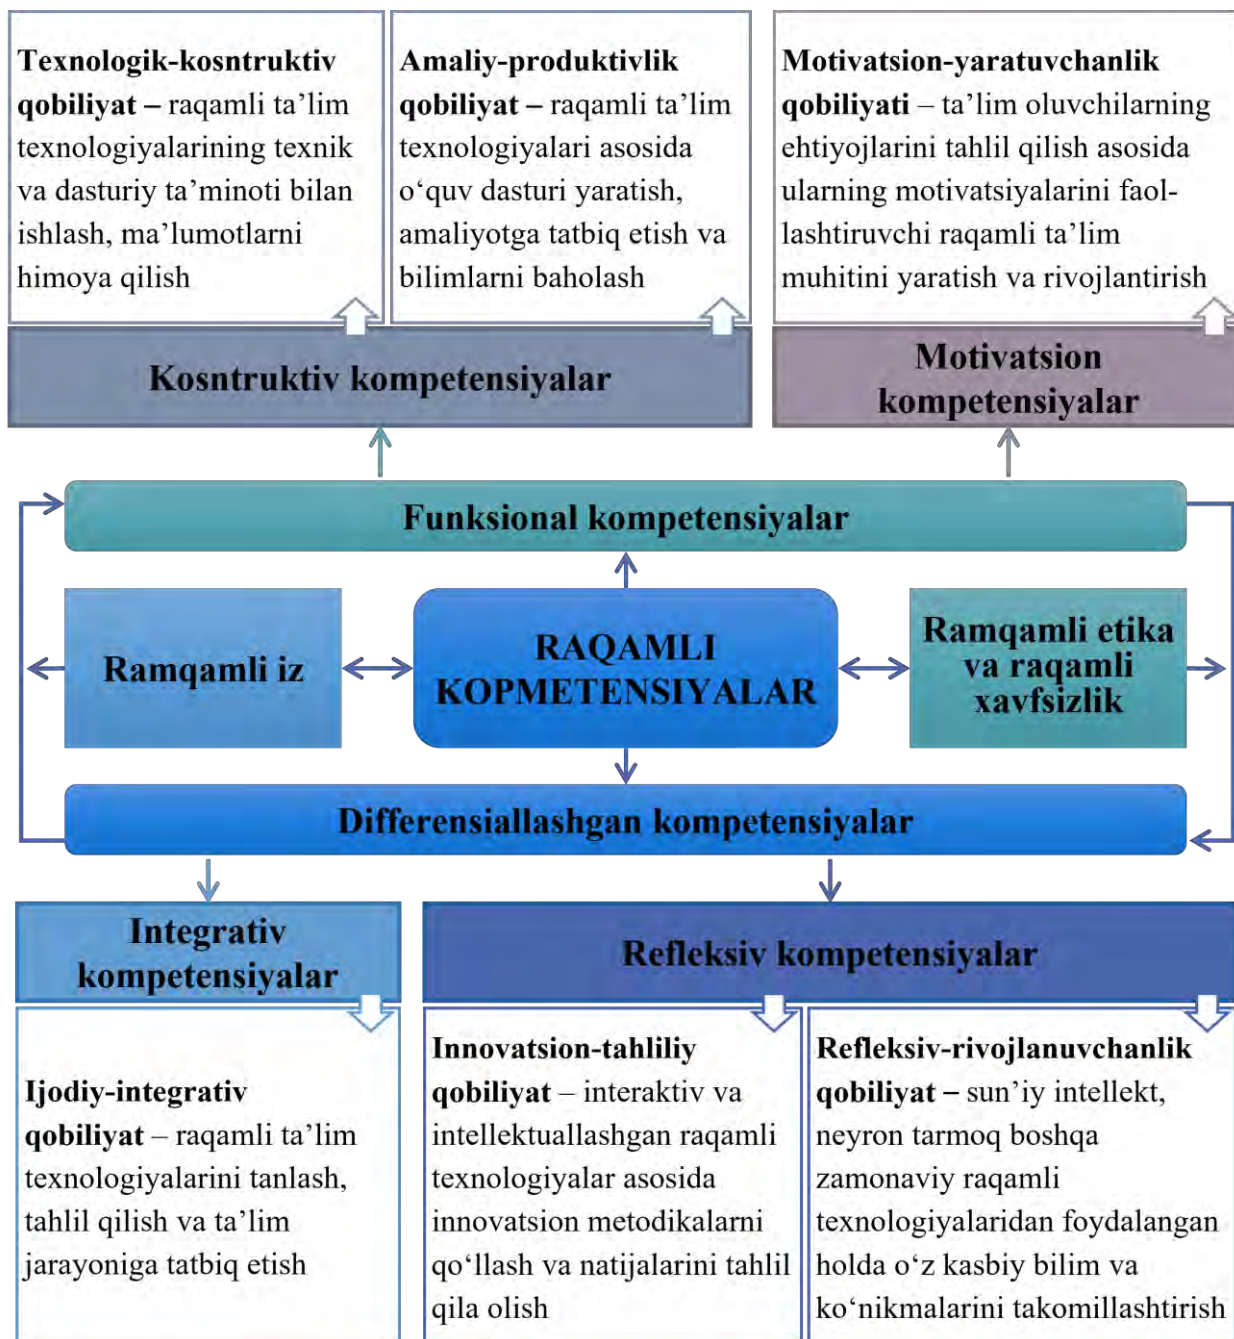 Texnologik-kosntruktiv
qobiliyat – raqamli ta’lim
texnologiyalarining texnik
va dasturiy ta’minoti bilan
ishlash, ma’lumotlarni
himoya qilish
Amaliy-produktivlik
qobiliyat – raqamli ta’lim
texnologiyalari asosida
o‘quv dasturi yaratish,
amaliyotga tatbiq etish va
bilimlarni baholash
Motivatsion-yaratuvchanlik
qobiliyati – ta’lim oluvchilarning
ehtiyojlarini tahlil qilish asosida
ularning motivatsiyalarini faol-
lashtiruvchi raqamli ta’lim
muhitini yaratish va rivojlantirish
Kosntruktiv kompetensiyalar
Motivatsion
kompetensiyalar
Funksional kompetensiyalar
Ramqamli iz
RAQAMLI
KOPMETENSIYALAR
Ramqamli etika
va raqamli
xavfsizlik
Differensiallashgan kompetensiyalar
Integrativ
kompetensiyalar
Refleksiv kompetensiyalar
Ijodiy-integrativ
qobiliyat – raqamli ta’lim
texnologiyalarini tanlash,
tahlil qilish va ta’lim
jarayoniga tatbiq etish
Innovatsion-tahliliy
qobiliyat – interaktiv va
intellektuallashgan raqamli
texnologiyalar asosida
innovatsion metodikalarni
qo‘llash va natijalarini tahlil
qila olish
Refleksiv-rivojlanuvchanlik
qobiliyat – sun’iy intellekt,
neyron tarmoq boshqa
zamonaviy raqamli
texnologiyalaridan foydalangan
holda o‘z kasbiy bilim va
ko‘nikmalarini takomillashtirish